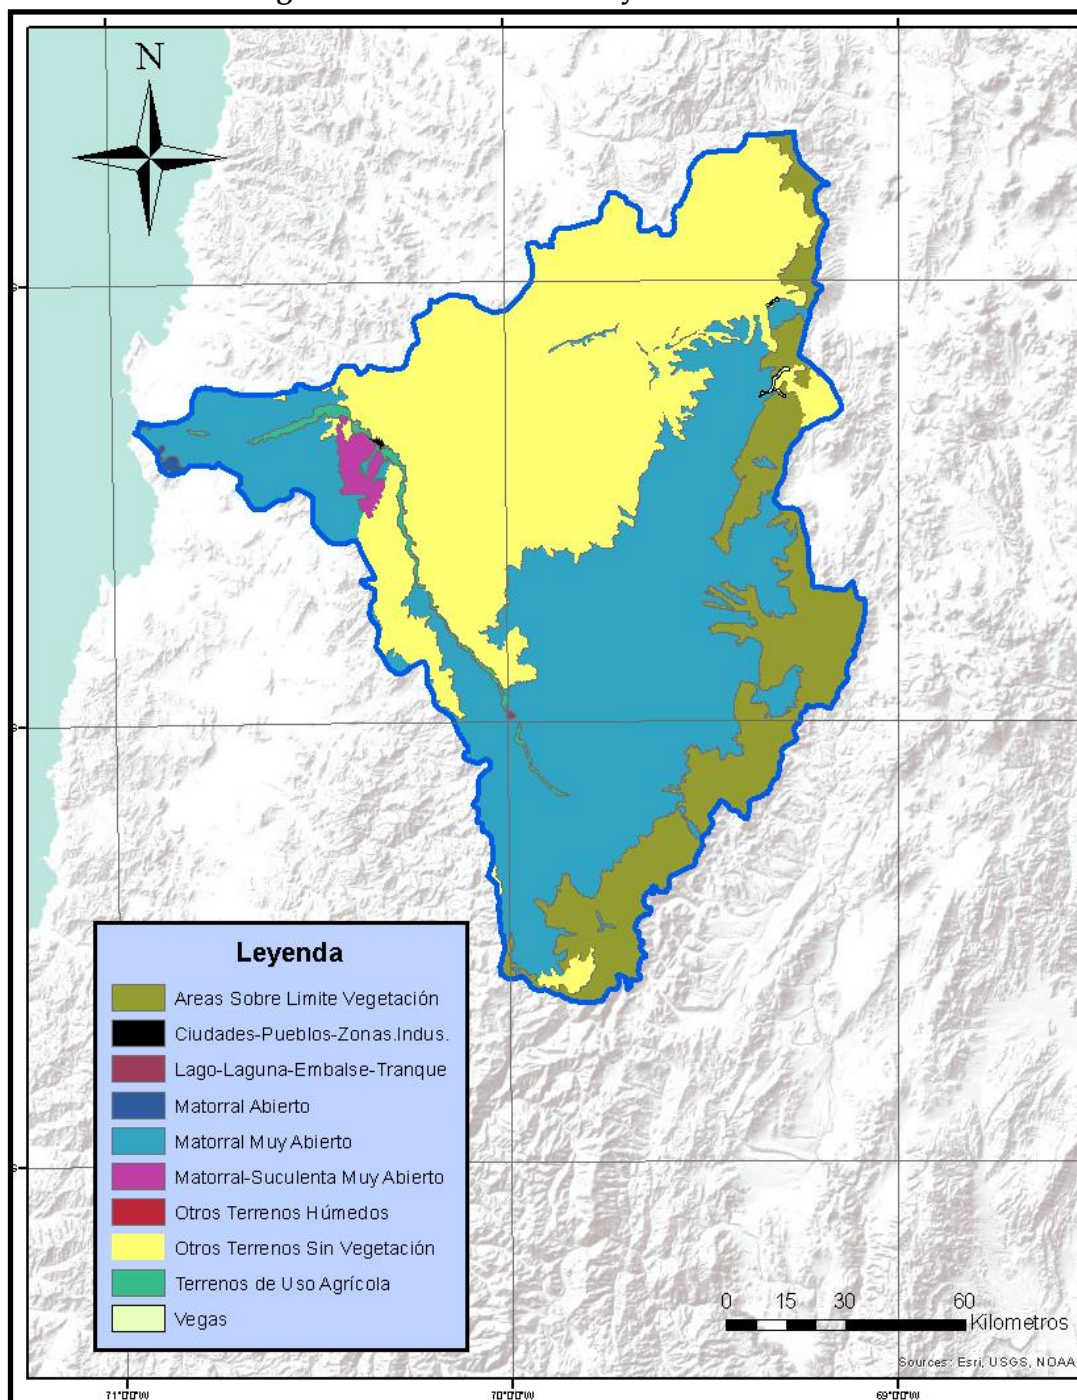 N
Leyenda
Areas Sobre Limite Vegetación
Ciudades-Pueblos-Zonas.Indus.
Lago-Laguna-Embalse-Tranque
Matorral Abierto
Matorral Muy Abierto
Matorral-Suculenta Muy Abierto
Otros Terrenos Húmedos
Otros Terrenos Sin Vegetación
Terrenos de Uso Agrícola
Vegas
0 15 30 60
Kilometros
Sources: Esri, USGS, NOAA
71°0'0"W 70°0'0"W 69°0'0"W